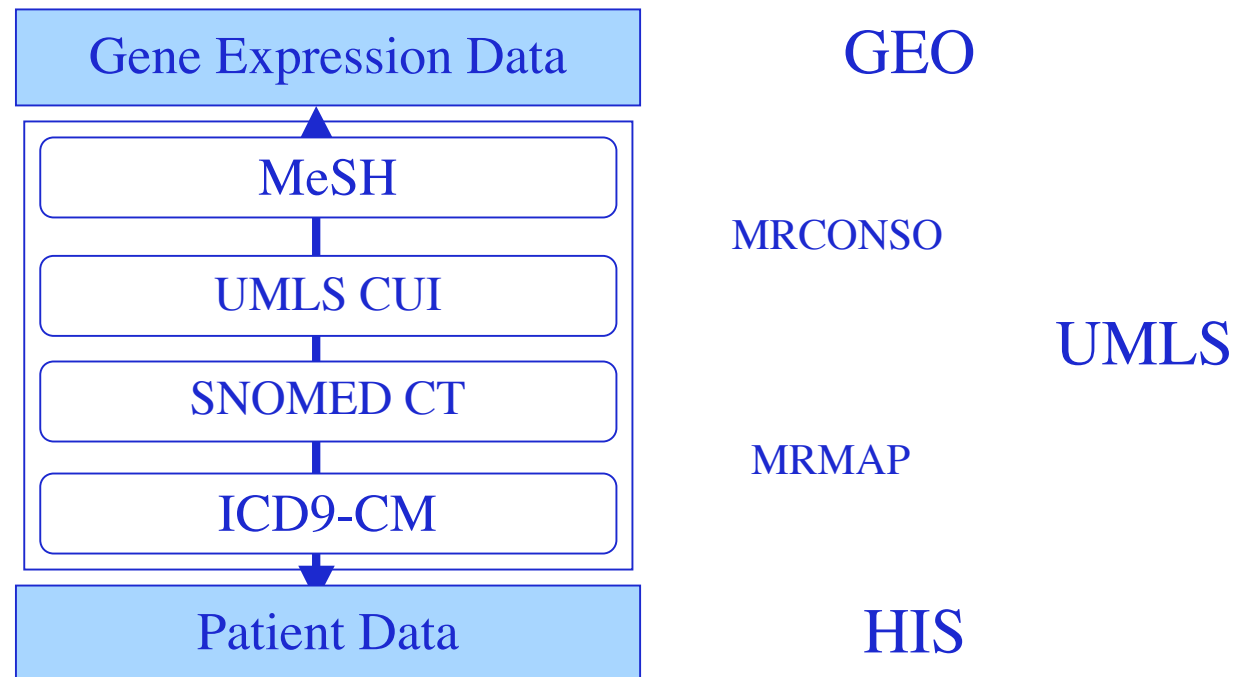 Gene Expression Data
GEO
MeSH
MRCONSO
UMLS CUI
UMLS
SNOMED CT
MRMAP
ICD9-CM
Patient Data
HIS